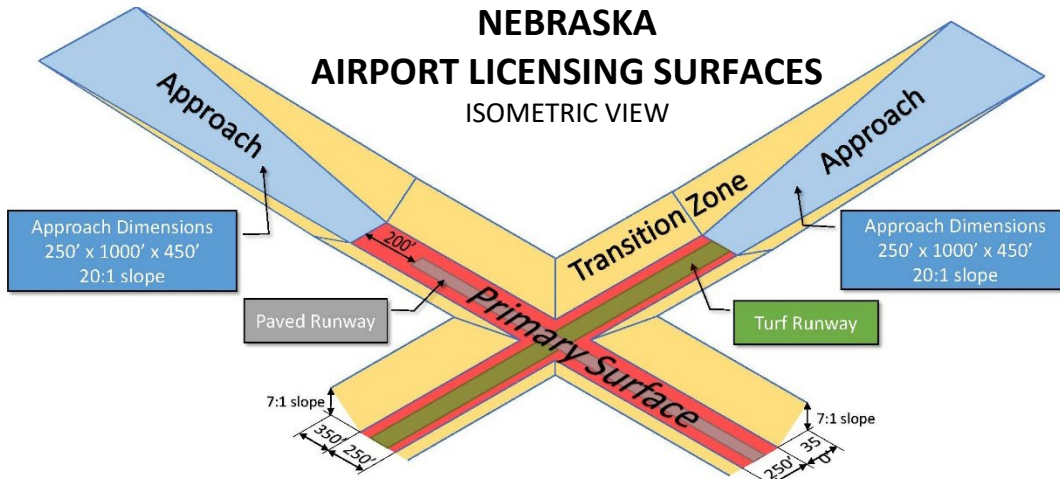 NEBRASKA
AIRPORT LICENSING SURFACES
ISOMETRIC VIEW
Approach
Approach
Transition Zone
Approach Dimensions
250’ x 1000’ x 450’
20:1 slope
200’
Approach Dimensions
250’ x 1000’ x 450’
20:1 slope
Paved Runway
Primary Surface
Turf Runway
7:1 slope
350’
250’
7:1 slope
35
0’
250’